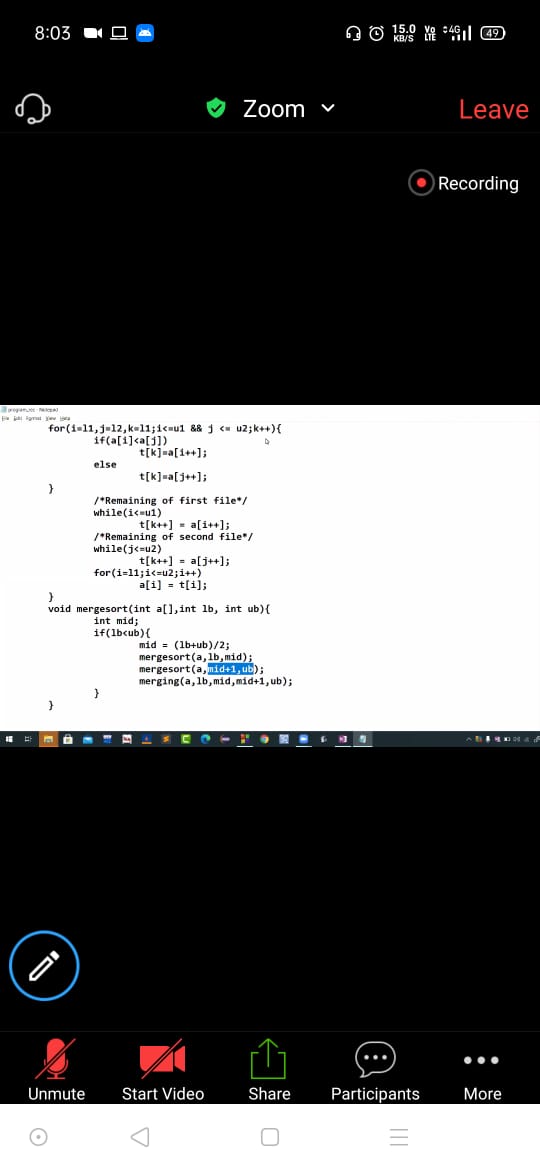 8:03
15.0 KB/S Vo LTE 4G 49
Zoom
Leave
Recording
File Edit Format View Help
for(i=l1,j=l2,k=l1;i<=u1 && j <= u2;k++){
if(a[i]<a[j])
t[k]=a[i++];
else
t[k]=a[j++];
}
/*Remaining of first file*/
while(i<=u1)
t[k++] = a[i++];
/*Remaining of second file*/
while(j<=u2)
t[k++] = a[j++];
for(i=l1;i<=u2;i++)
a[i] = t[i];
}
void mergesort(int a[],int lb, int ub){
int mid;
if(lb<ub){
mid = (lb+ub)/2;
mergesort(a,lb,mid);
mergesort(a,mid+1,ub);
merging(a,lb,mid,mid+1,ub);
}
}
Unmute
Start Video
Share
Participants
More